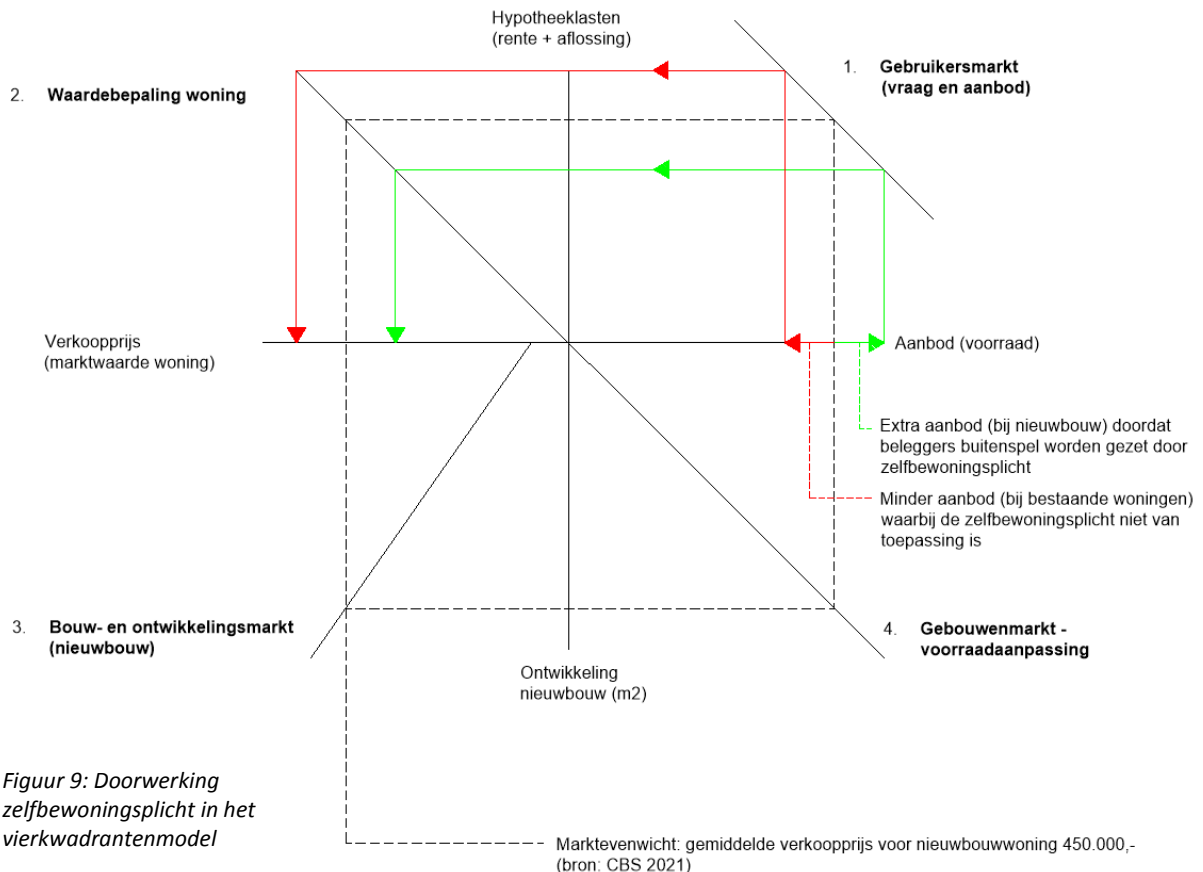 Hypotheeklasten
(rente + aflossing)
1. Gebruikersmarkt
(vraag en aanbod)
2. Waardebepaling woning
Verkoopprijs
(marktwaarde woning)
Aanbod (voorraad)
Extra aanbod (bij nieuwbouw) doordat
beleggers buitenspel worden gezet door
zelfbewoningsplicht
Minder aanbod (bij bestaande woningen)
waarbij de zelfbewoningsplicht niet van
toepassing is
3. Bouw- en ontwikkelingsmarkt
(nieuwbouw)
4. Gebouwenmarkt -
voorraadaanpassing
Ontwikkeling
nieuwbouw (m2)
Figuur 9: Doorwerking
zelfbewoningsplicht in het
vierkwadrantenmodel
Marktevenwicht: gemiddelde verkoopprijs voor nieuwbouwwoning 450.000,-
(bron: CBS 2021)